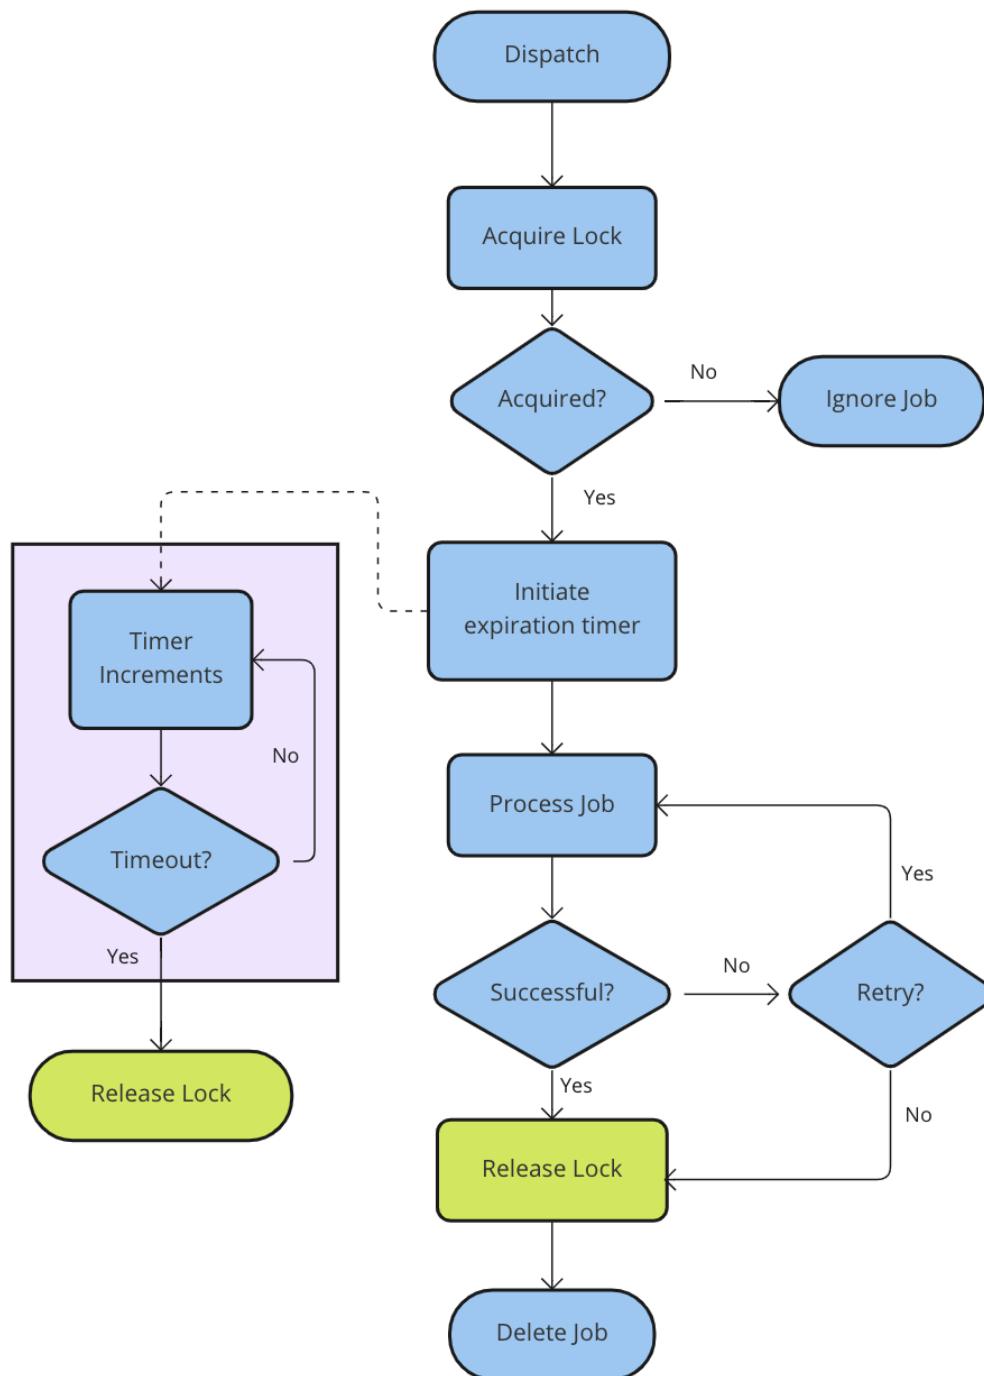 Dispatch
Acquire Lock
Acquired?
No
Ignore Job
Yes
Initiate
expiration timer
Timer
Increments
No
Timeout?
Yes
Release Lock
Process Job
Yes
Successful?
No
Retry?
Yes
No
Release Lock
Delete Job